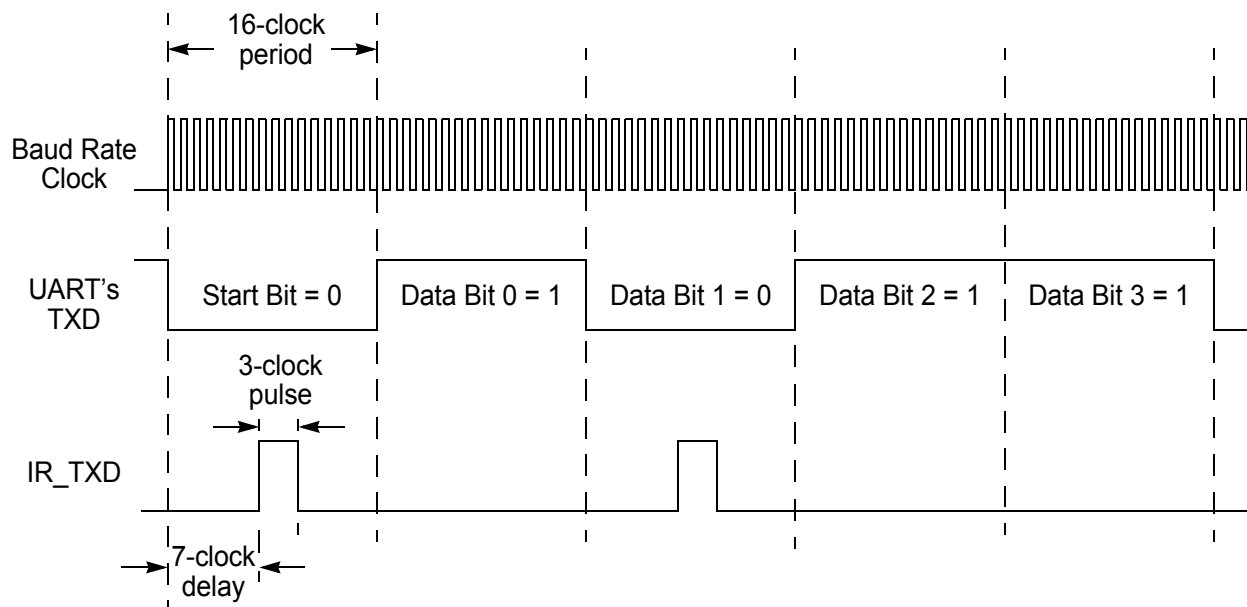 16-clock
period
Baud Rate
Clock
UART's
TXD
Start Bit = 0
Data Bit 0 = 1
Data Bit 1 = 0
Data Bit 2 = 1
Data Bit 3 = 1
3-clock
pulse
IR_TXD
7-clock
delay